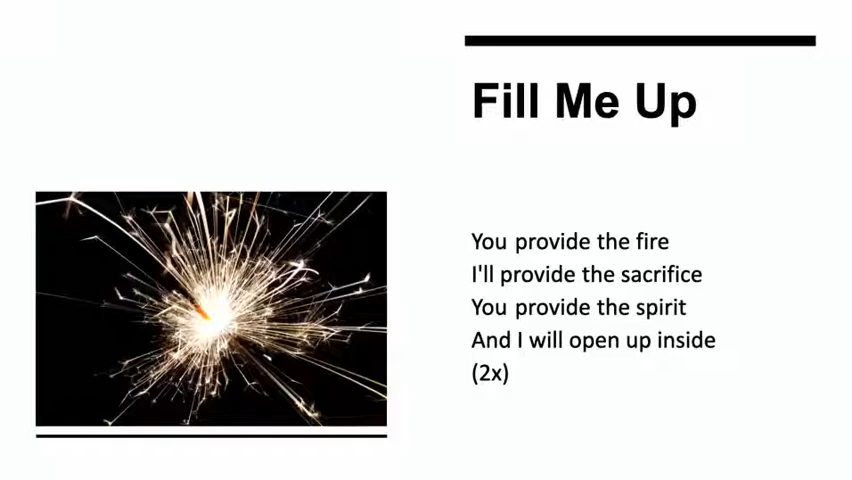 Fill Me Up
You provide the fire
I'll provide the sacrifice
You provide the spirit
And I will open up inside
(2x)